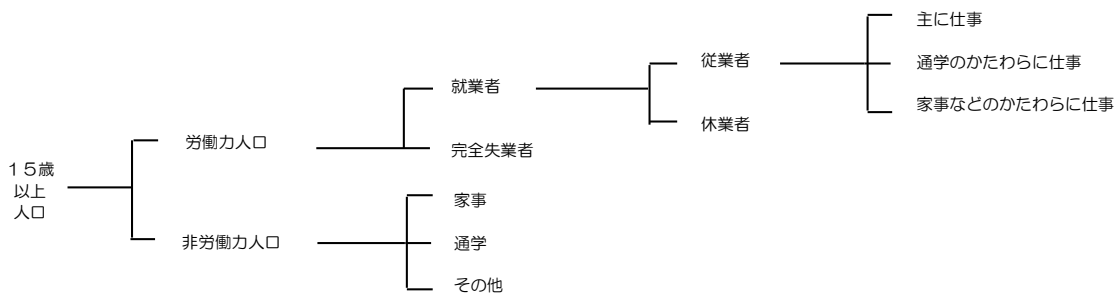 主に仕事
従業者
通学のかたわらに仕事
就業者
家事などのかたわらに仕事
休業者
労働力人口
完全失業者
15歳
以上
人口
家事
非労働力人口
通学
その他